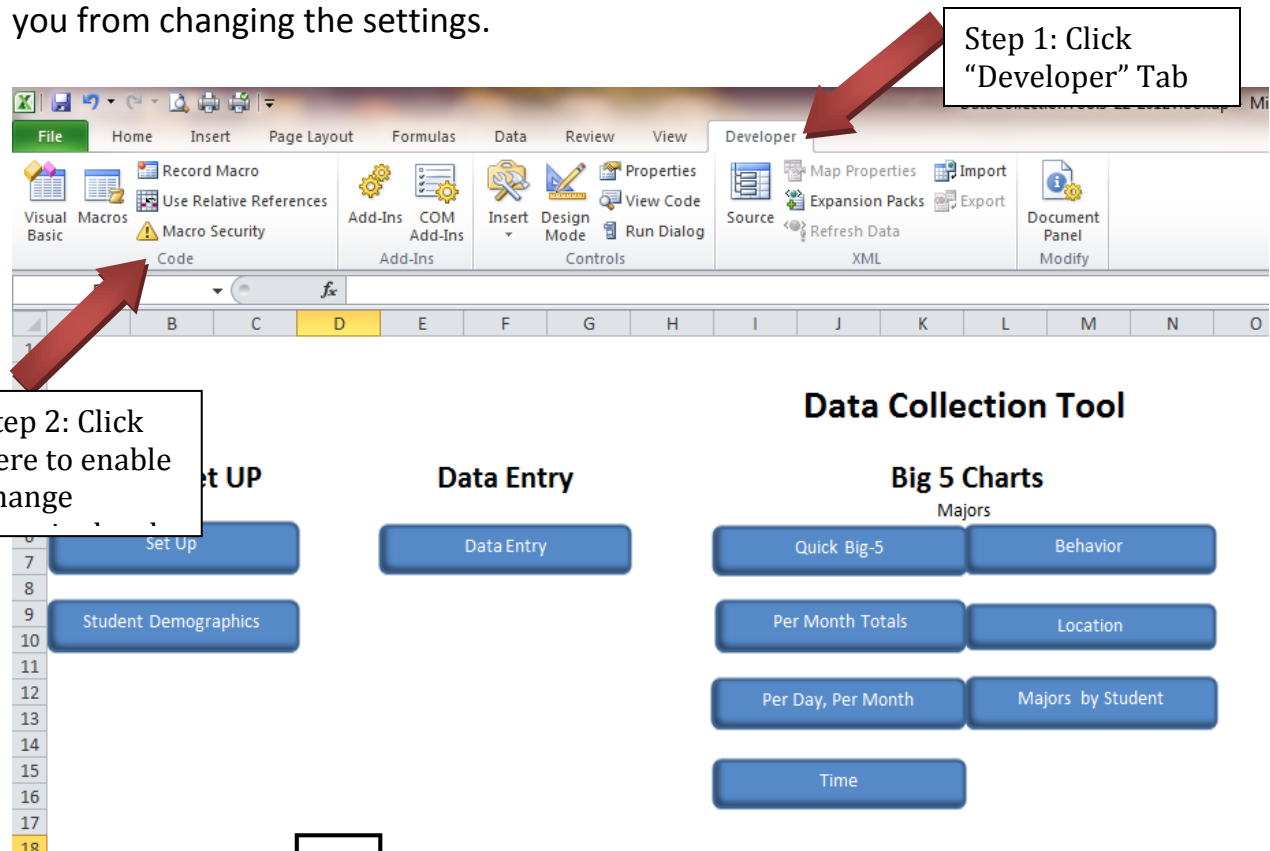 you from changing the settings.
Step 1: Click
“Developer” Tab
File Home Insert Page Layout Formulas Data Review View Developer
Record Macro
Use Relative References
Macro Security
Visual Basic
Macros
Code
Add-Ins
COM Add-Ins
Add-Ins
Insert
Design Mode
Properties
View Code
Run Dialog
Controls
Source
Map Properties
Expansion Packs
Refresh Data
Import
Export
XML
Document Panel
Modify
fx
B C D E F G H I J K L M N O
Data Collection Tool
tep 2: Click
ere to enable
hange
et UP
Data Entry
Big 5 Charts
Majors
Set Up
Data Entry
Quick Big-5
Behavior
7
8
9
Student Demographics
Per Month Totals
Location
10
11
12
Per Day, Per Month
Majors by Student
13
14
15
Time
16
17
18